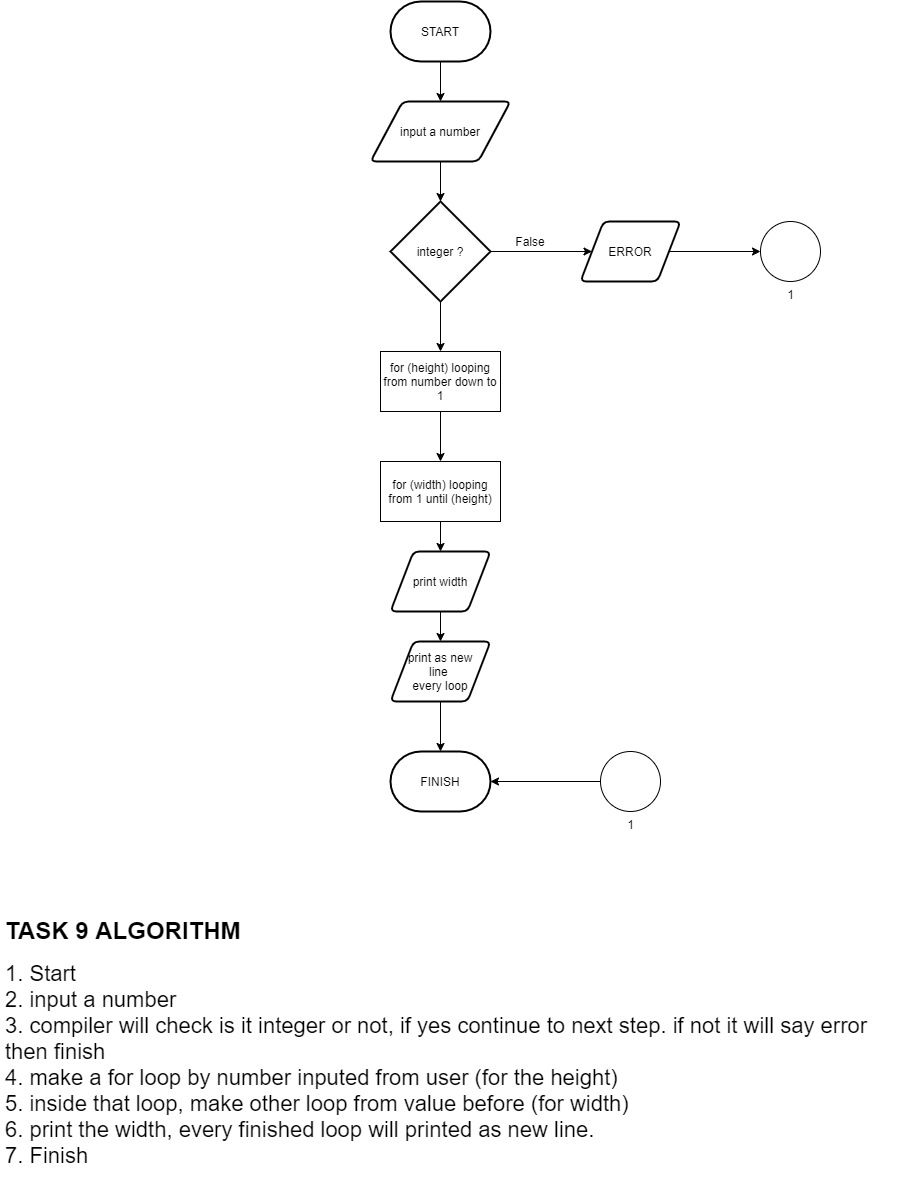 START
input a number
integer ?
False
ERROR
1
for (height) looping
from number down to
1
for (width) looping
from 1 until (height)
print width
print as new
line
every loop
FINISH
1
TASK 9 ALGORITHM
1. Start
2. input a number
3. compiler will check is it integer or not, if yes continue to next step. if not it will say error
then finish
4. make a for loop by number inputed from user (for the height)
5. inside that loop, make other loop from value before (for width)
6. print the width, every finished loop will printed as new line.
7. Finish